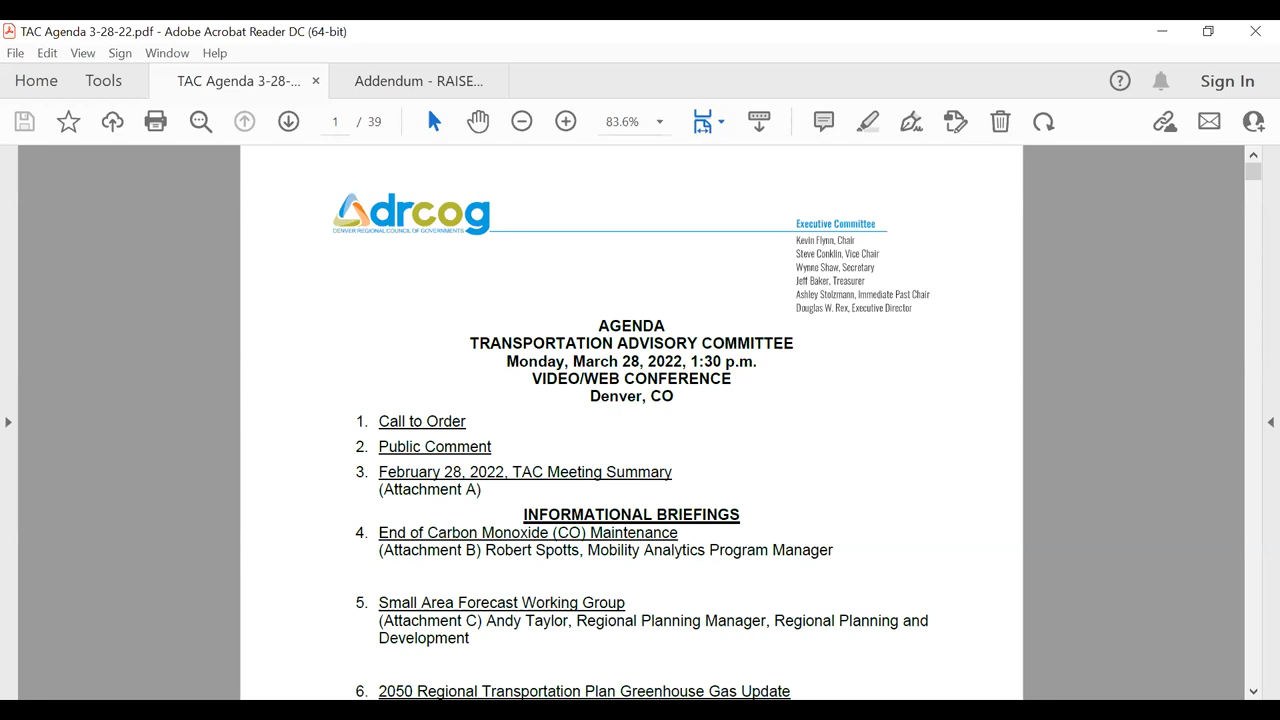 TAC Agenda 3-28-22.pdf - Adobe Acrobat Reader DC (64-bit)
File Edit View Sign Window Help
Home Tools TAC Agenda 3-28-... × Addendum - RAISE... Sign In
1 / 39 83.6%
drcog
DENVER REGIONAL COUNCIL OF GOVERNMENTS
Executive Committee
Kevin Flynn, Chair
Steve Conklin, Vice Chair
Wynne Shaw, Secretary
Jeff Baker, Treasurer
Ashley Stolzmann, Immediate Past Chair
Douglas W. Rex, Executive Director
AGENDA
TRANSPORTATION ADVISORY COMMITTEE
Monday, March 28, 2022, 1:30 p.m.
VIDEO/WEB CONFERENCE
Denver, CO
1. Call to Order
2. Public Comment
3. February 28, 2022, TAC Meeting Summary
(Attachment A)
INFORMATIONAL BRIEFINGS
4. End of Carbon Monoxide (CO) Maintenance
(Attachment B) Robert Spotts, Mobility Analytics Program Manager
5. Small Area Forecast Working Group
(Attachment C) Andy Taylor, Regional Planning Manager, Regional Planning and
Development
6. 2050 Regional Transportation Plan Greenhouse Gas Update